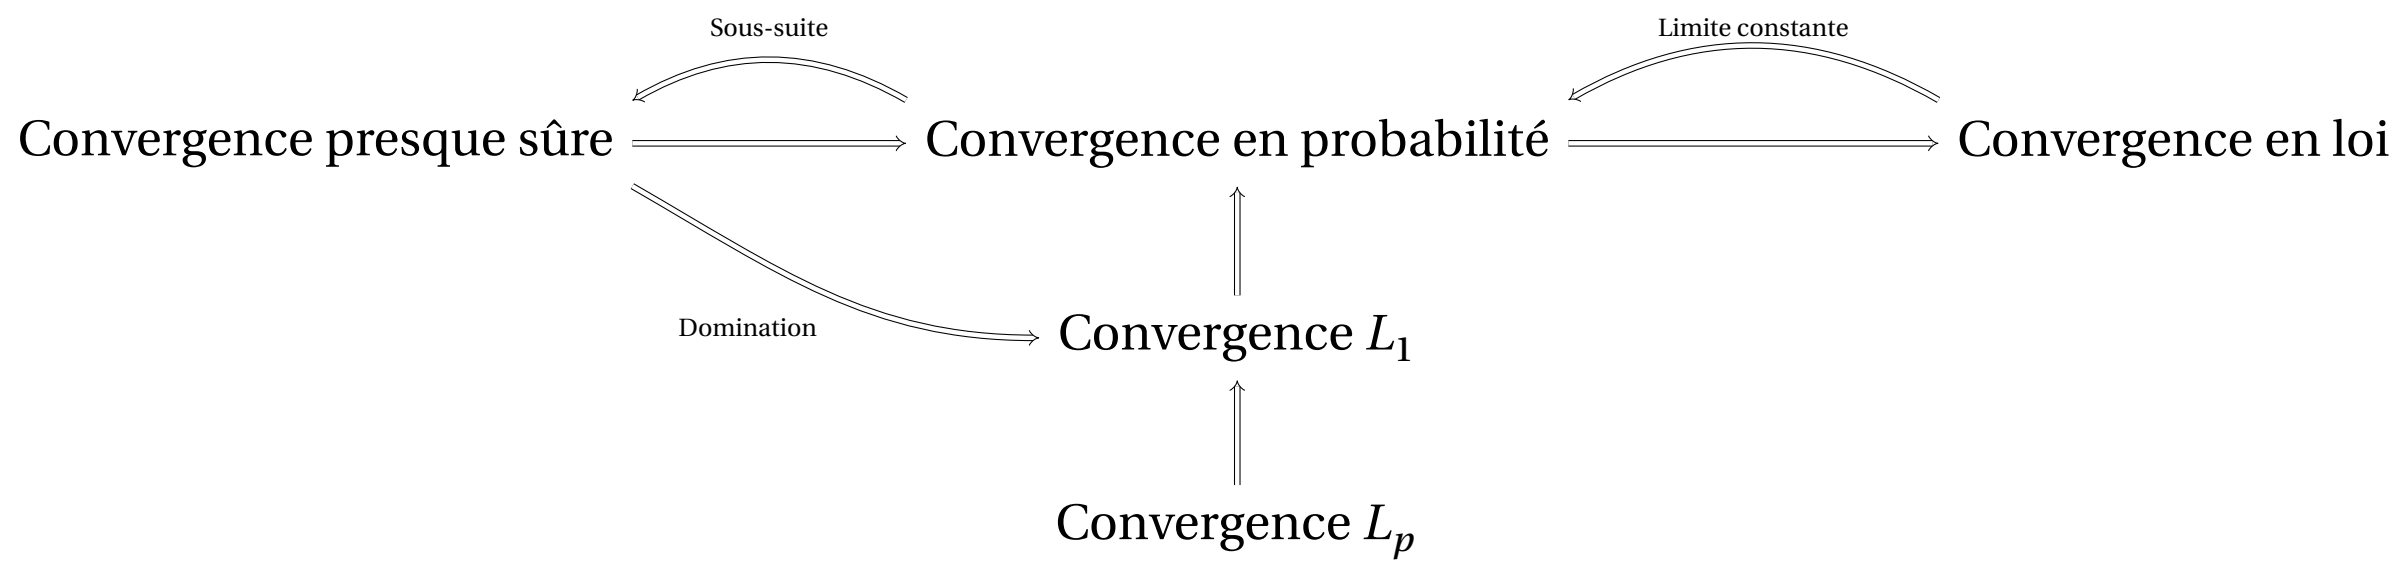 Sous-suite
Limite constante
Convergence presque sûre
Convergence en probabilité
Convergence en loi
Domination
Convergence L₁
Convergence Lₚ